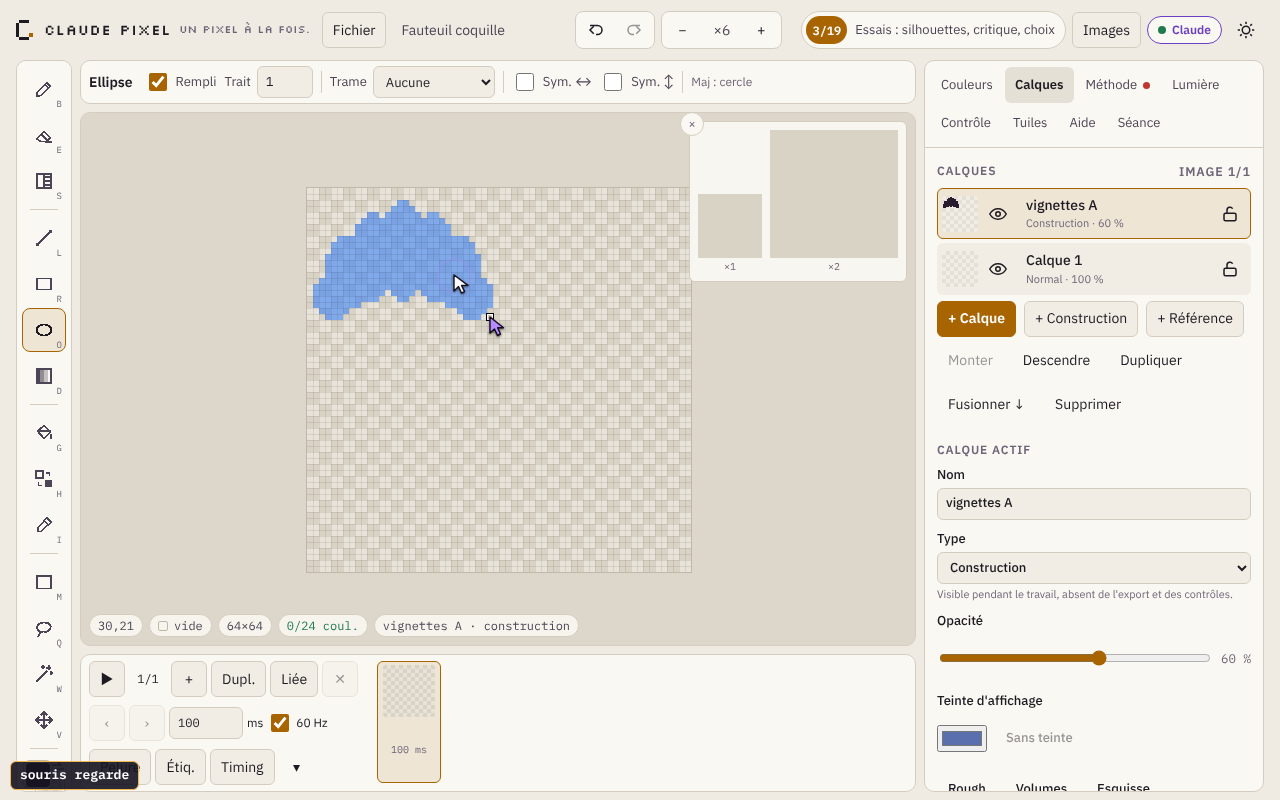 CLAUDE PIXEL UN PIXEL À LA FOIS.
Fichier
Fauteuil coquille
− ×6 +
3/19 Essais : silhouettes, critique, choix
Images
Claude
Ellipse
Rempli
Trait 1
Trame Aucune
Sym. ↔
Sym. ↕
Maj : cercle
B
E
S
L
R
O
D
G
H
I
M
Q
W
V
×
×1
×2
30,21
vide
64×64
0/24 coul.
vignettes A · construction
1/1
+
Dupl.
Liée
×
‹
›
100 ms
60 Hz
Étiq.
Timing
▼
100 ms
souris regarde
Couleurs
Calques
Méthode
Lumière
Contrôle
Tuiles
Aide
Séance
CALQUES
IMAGE 1/1
vignettes A
Construction · 60 %
Calque 1
Normal · 100 %
+ Calque
+ Construction
+ Référence
Monter
Descendre
Dupliquer
Fusionner ↓
Supprimer
CALQUE ACTIF
Nom
vignettes A
Type
Construction
Visible pendant le travail, absent de l'export et des contrôles.
Opacité
60 %
Teinte d'affichage
Sans teinte
Rough
Volumes
Esquisse